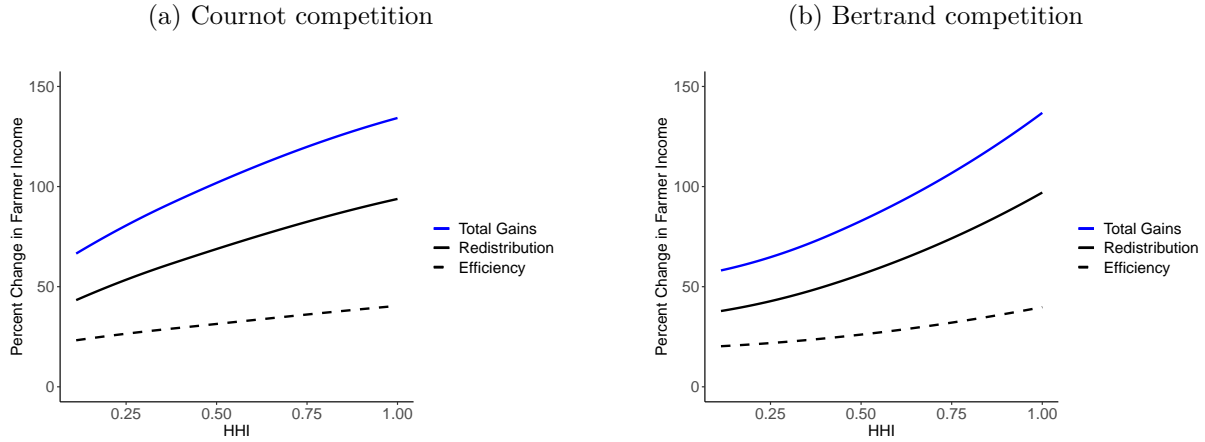 (a) Cournot competition
150
100
50
0
Percent Change in Farmer Income
0.25 0.50 0.75 1.00
HHI
Total Gains
Redistribution
Efficiency
(b) Bertrand competition
150
100
50
0
Percent Change in Farmer Income
0.25 0.50 0.75 1.00
HHI
Total Gains
Redistribution
Efficiency